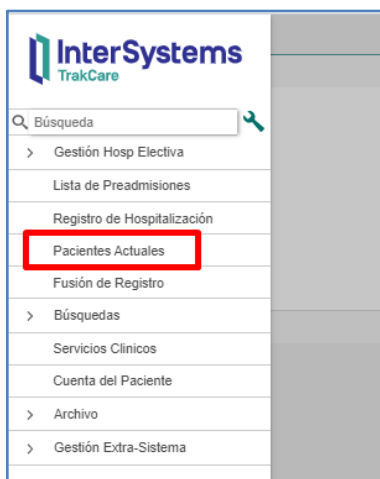 InterSystems
TrakCare
Búsqueda
Gestión Hosp Electiva
Lista de Preadmisiones
Registro de Hospitalización
Pacientes Actuales
Fusión de Registro
Búsquedas
Servicios Clinicos
Cuenta del Paciente
Archivo
Gestión Extra-Sistema